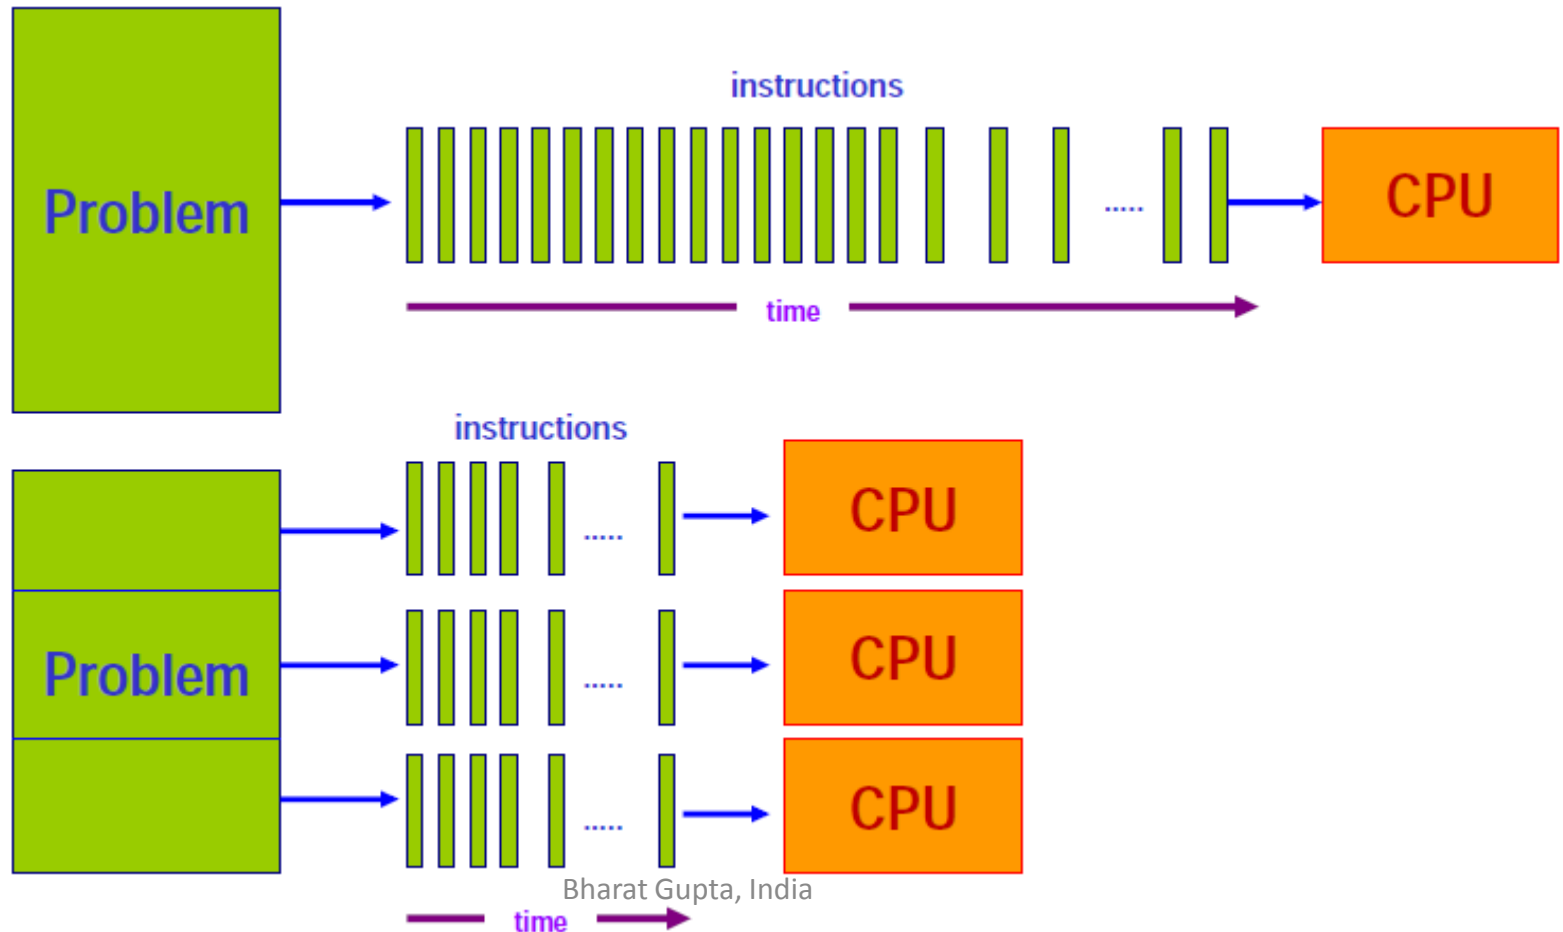 instructions
Problem
.....
CPU
time
instructions
CPU
.....
Problem
CPU
.....
CPU
.....
Bharat Gupta, India
time